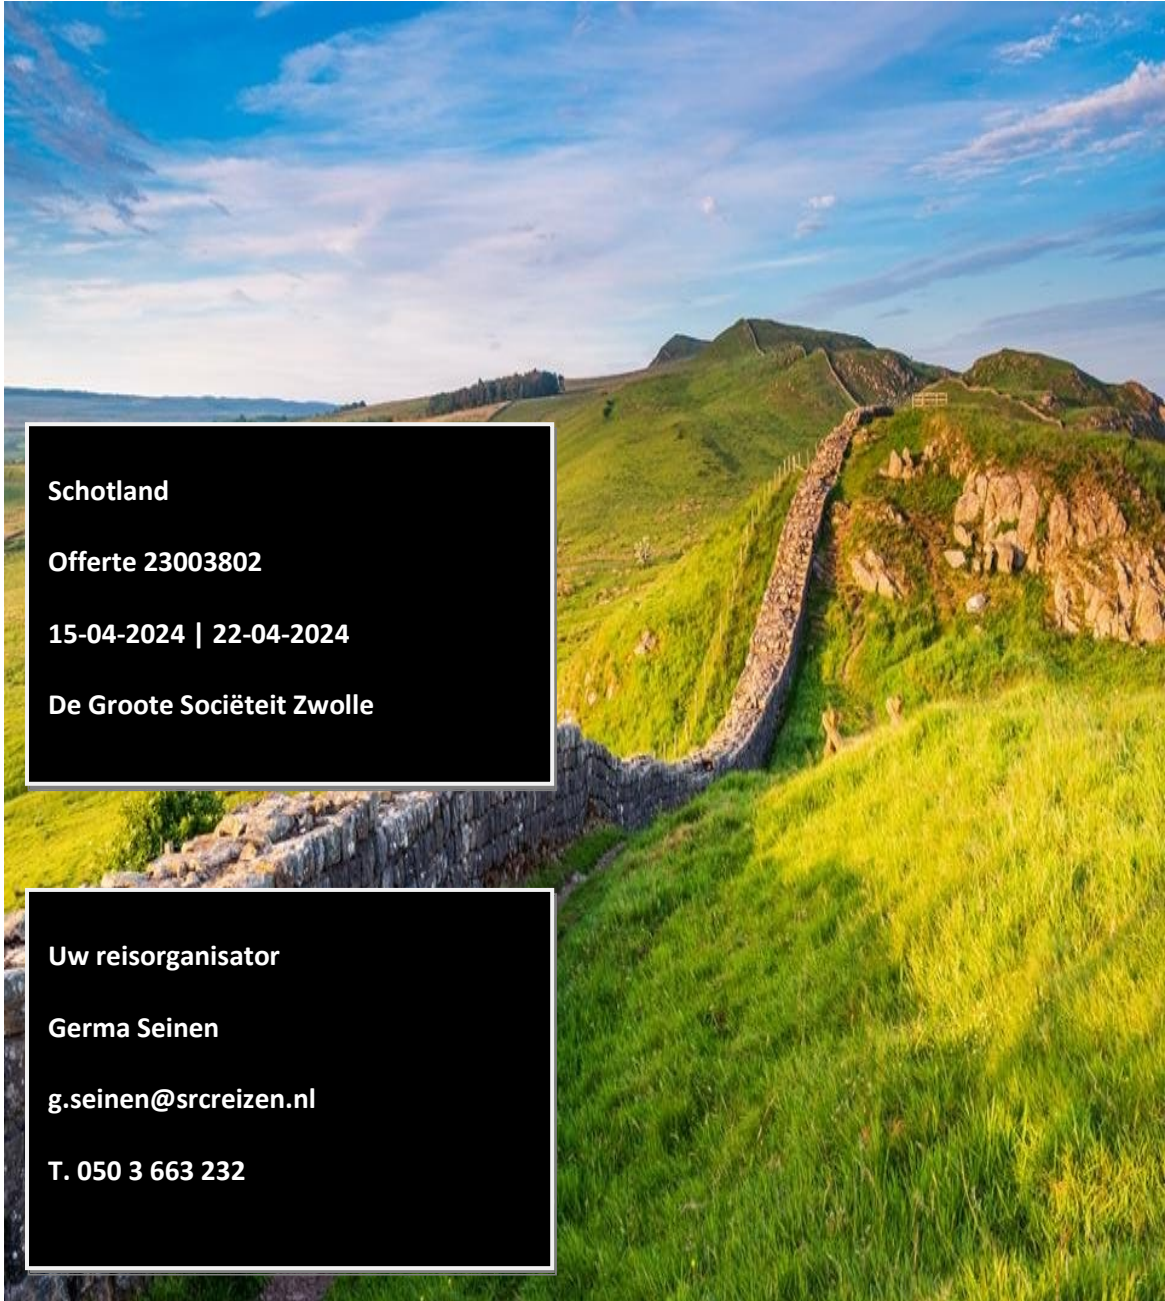 Schotland
Offerte 23003802
15-04-2024 | 22-04-2024
De Groote Sociëteit Zwolle
Uw reisorganisator
Germa Seinen
g.seinen@srcreizen.nl
T. 050 3 663 232